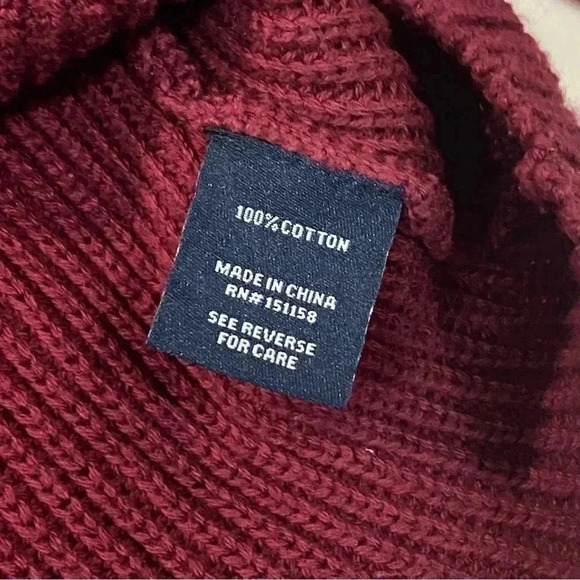 100% COTTON
MADE IN CHINA
RN#151158
SEE REVERSE
FOR CARE